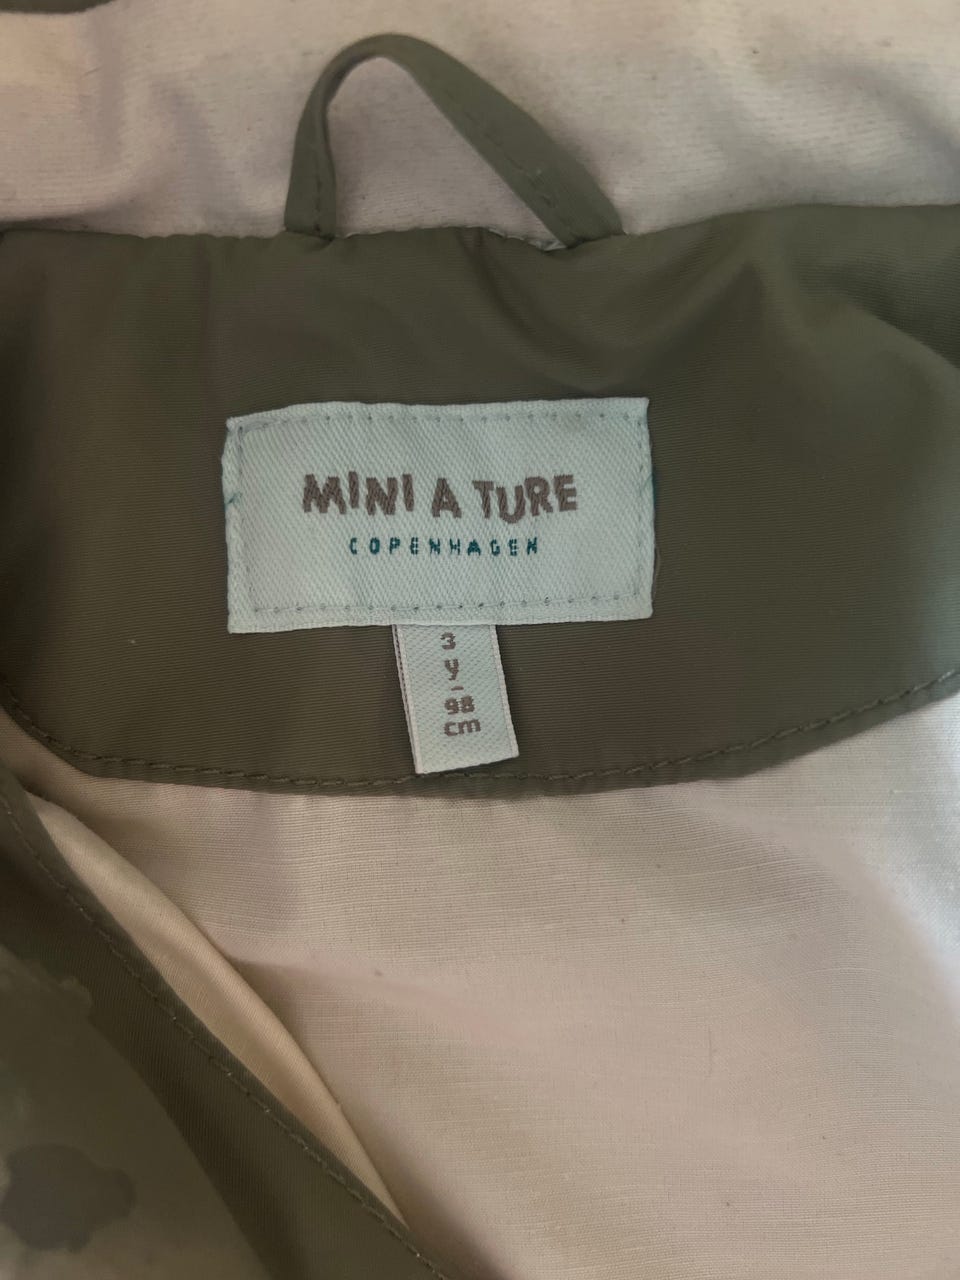 MINI A TURE
COPENHAGEN
3
y-
98
cm